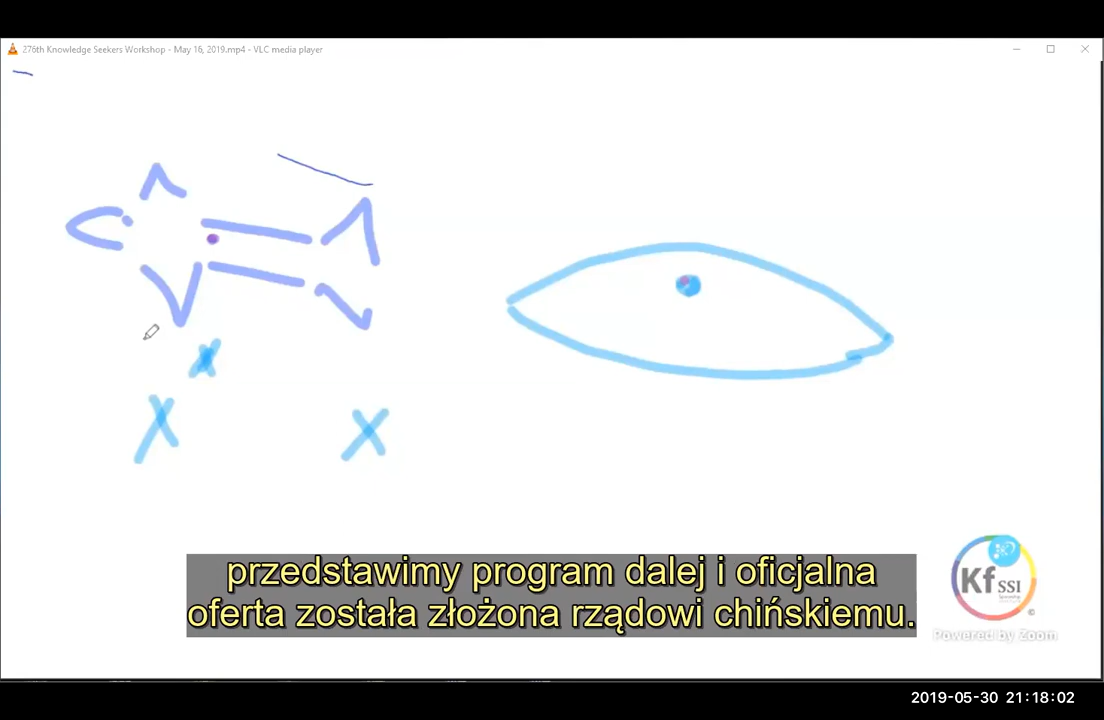 276th Knowledge Seekers Workshop - May 16, 2019.mp4 - VLC media player
X
X
X
przedstawimy program dalej i oficjalna
oferta została złożona rządowi chińskiemu.
Kf SSI
Powered by Zoom
2019-05-30 21:18:02